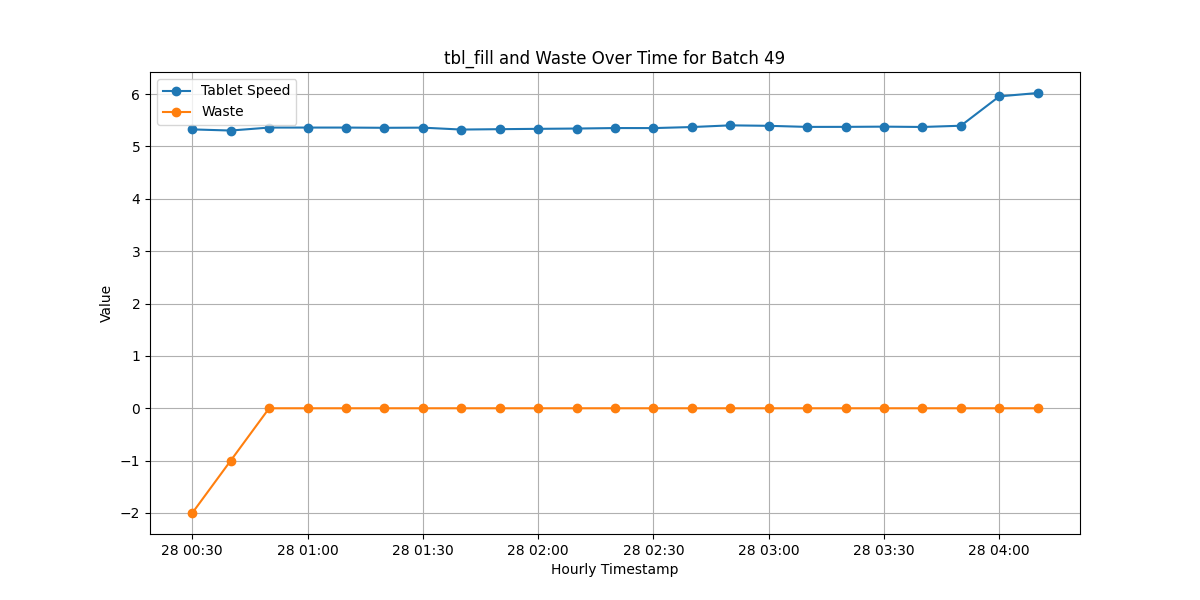 tbl_fill and Waste Over Time for Batch 49
Tablet Speed
Waste
6
5
4
3
2
1
0
−1
−2
Value
28 00:30 28 01:00 28 01:30 28 02:00 28 02:30 28 03:00 28 03:30 28 04:00
Hourly Timestamp